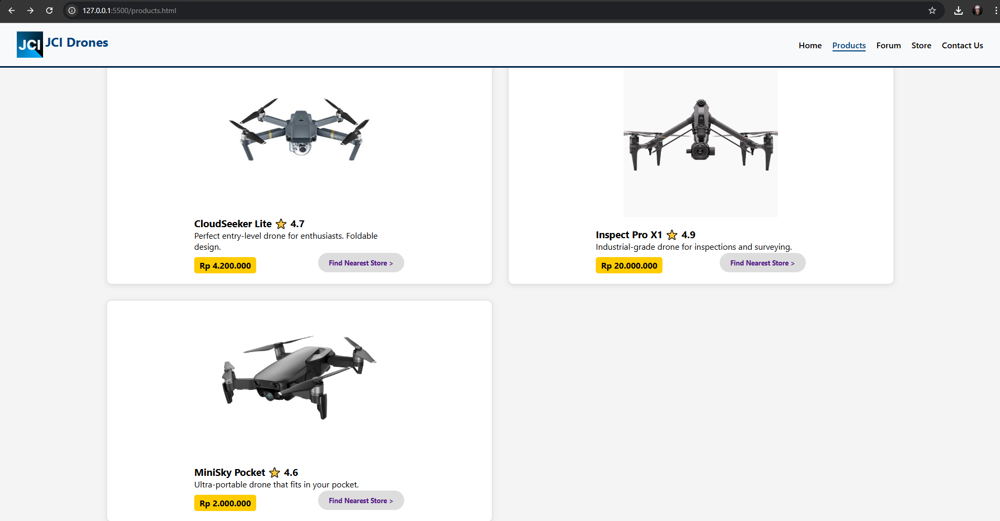 127.0.0.1:5500/products.html
JCI JCI Drones
Home Products Forum Store Contact Us
CloudSeeker Lite ⭐ 4.7
Perfect entry-level drone for enthusiasts. Foldable
design.
Rp 4.200.000 Find Nearest Store >
Inspect Pro X1 ⭐ 4.9
Industrial-grade drone for inspections and surveying.
Rp 20.000.000 Find Nearest Store >
MiniSky Pocket ⭐ 4.6
Ultra-portable drone that fits in your pocket.
Rp 2.000.000 Find Nearest Store >